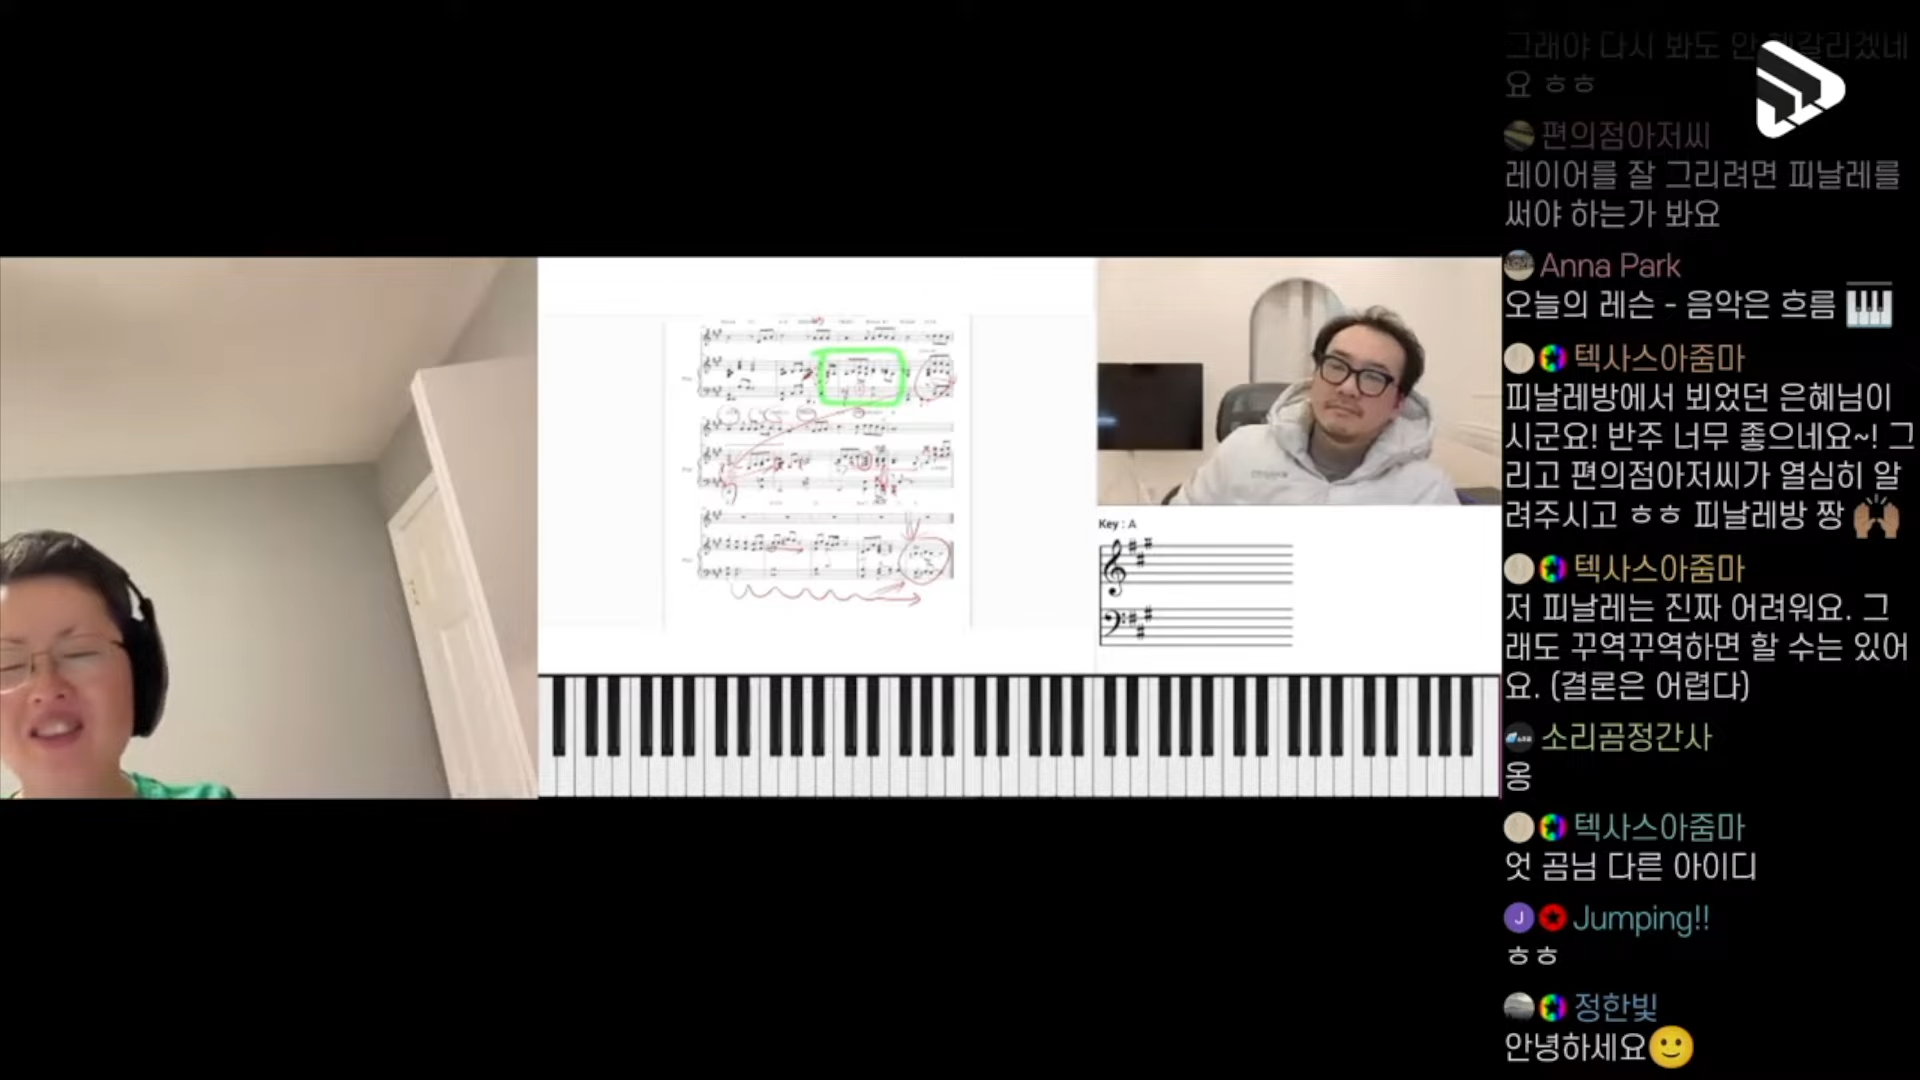 그래야 다시 봐도 안 헤갈리겠네
요 ㅎㅎ
편의점아저씨
레이어를 잘 그리려면 피날레를
써야 하는가 봐요
Anna Park
오늘의 레슨 - 음악은 흐름 🎹
텍사스아줌마
피날레방에서 뵈었던 은혜님이
시군요! 반주 너무 좋으네요~! 그
리고 편의점아저씨가 열심히 알
려주시고 ㅎㅎ 피날레방 짱 🙌🏽
텍사스아줌마
저 피날레는 진짜 어려워요. 그
래도 꾸역꾸역하면 할 수는 있어
요. (결론은 어렵다)
소리곰정간사
옹
텍사스아줌마
엇 곰님 다른 아이디
J Jumping!!
ㅎㅎ
정한빛
안녕하세요🙂
Key : A